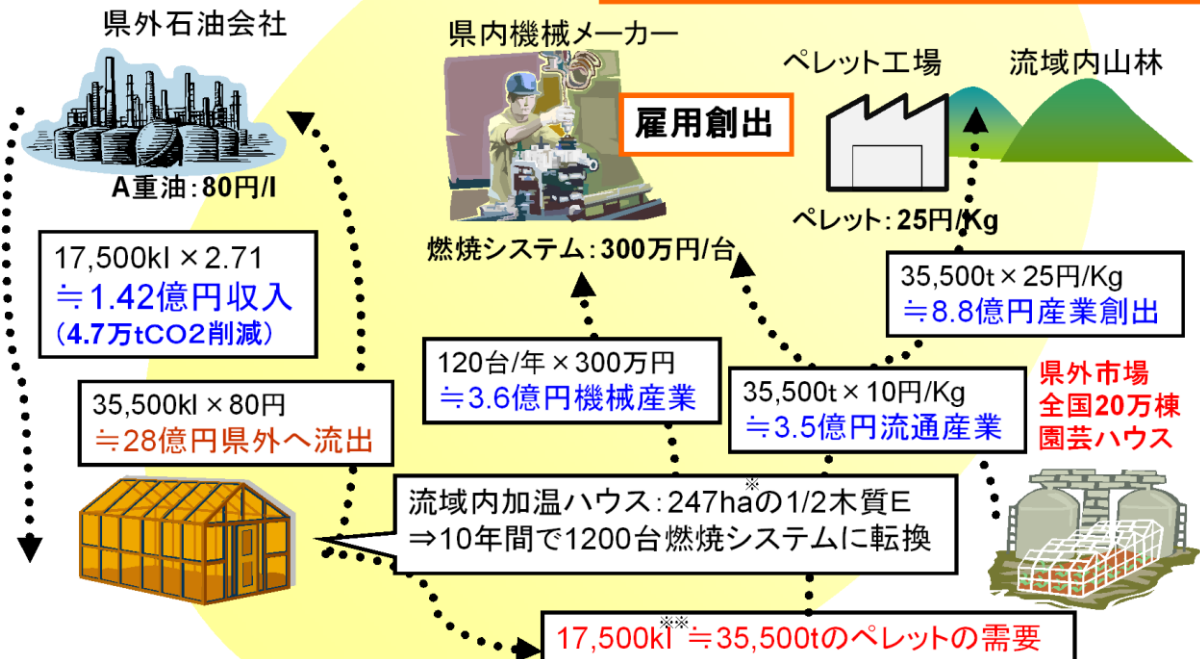 県外石油会社
A重油：80円/l
県内機械メーカー
雇用創出
燃焼システム：300万円/台
ペレット工場
流域内山林
ペレット：25円/Kg
17,500kl×2.71
≒1.42億円収入
（4.7万tCO2削減）
35,500kl×80円
≒28億円県外へ流出
120台/年×300万円
≒3.6億円機械産業
35,500t×10円/Kg
≒3.5億円流通産業
35,500t×25円/Kg
≒8.8億円産業創出
県外市場
全国20万棟
園芸ハウス
流域内加温ハウス：247ha※の1/2木質E
⇒10年間で1200台燃焼システムに転換
17,500kl※※≒35,500tのペレットの需要